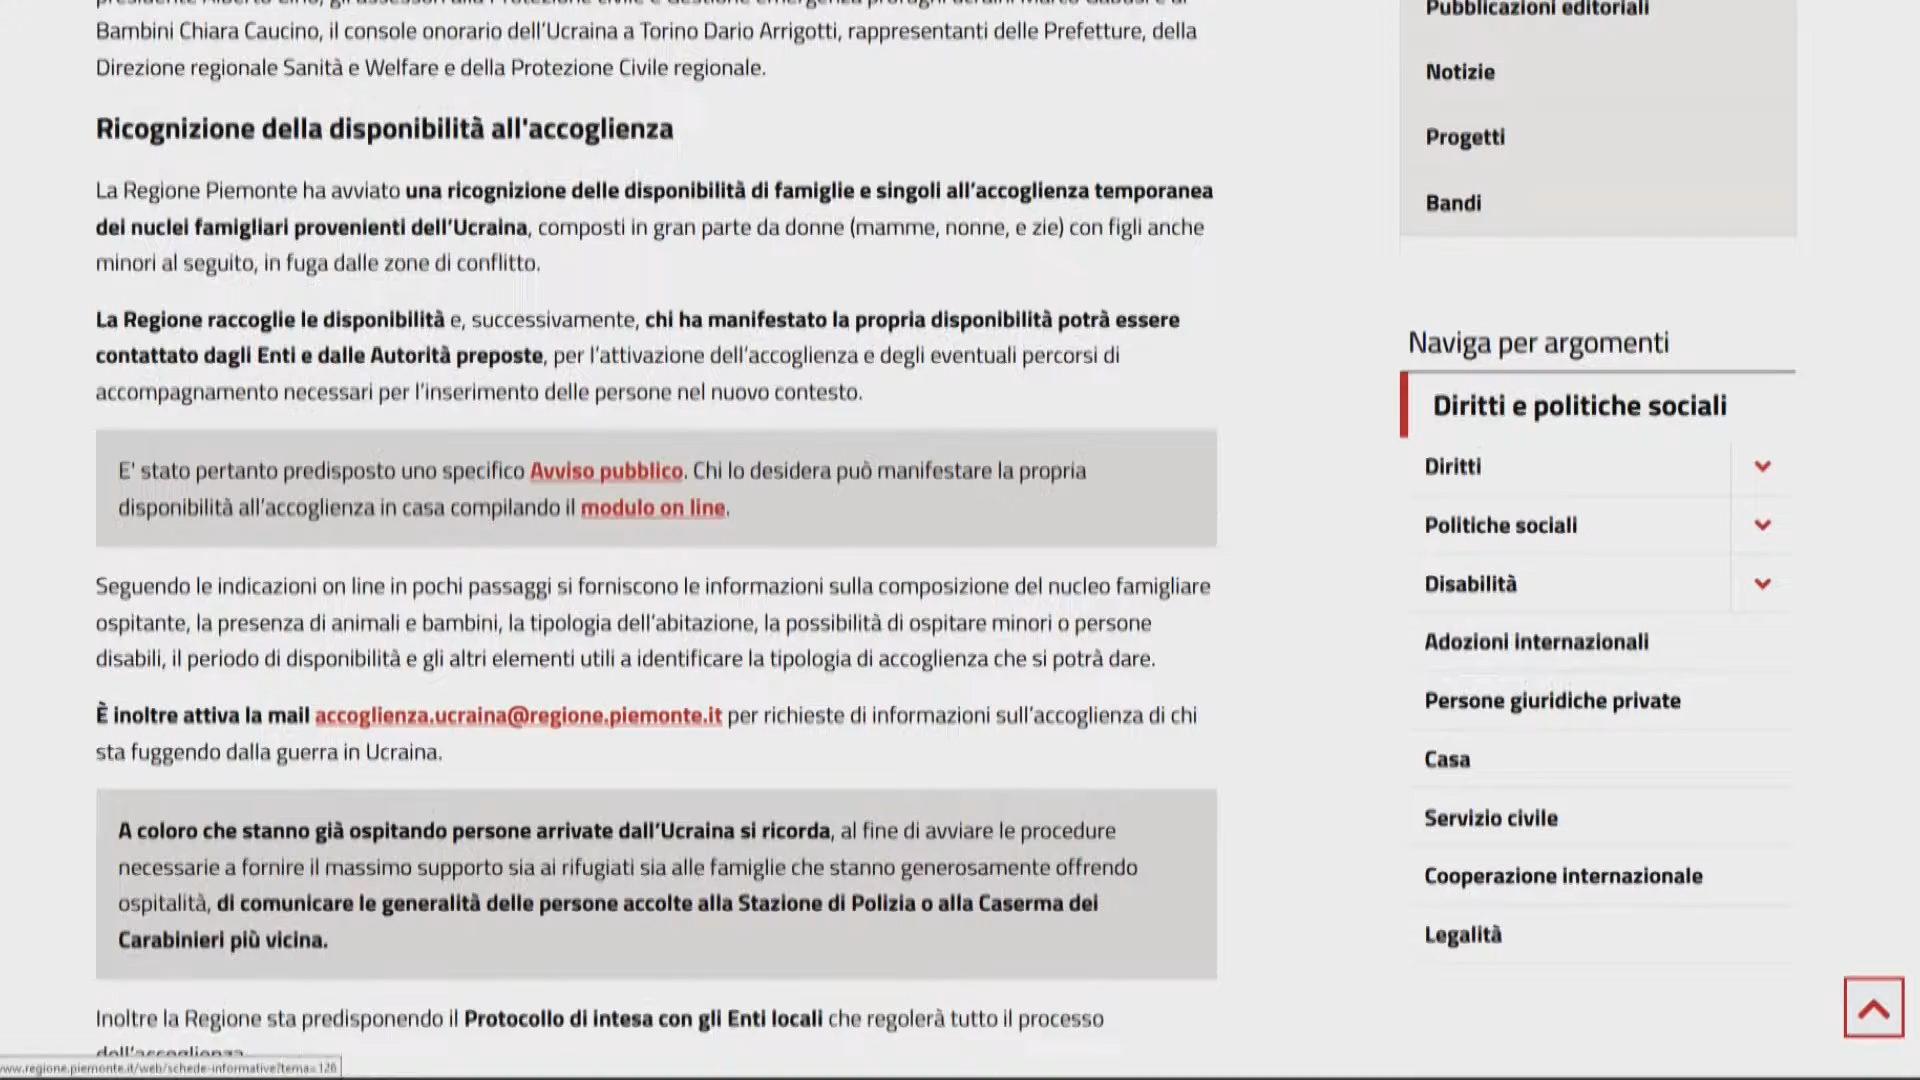 Bambini Chiara Caucino, il console onorario dell'Ucraina a Torino Dario Arrigotti, rappresentanti delle Prefetture, della
Direzione regionale Sanità e Welfare e della Protezione Civile regionale.
Ricognizione della disponibilità all'accoglienza
La Regione Piemonte ha avviato una ricognizione delle disponibilità di famiglie e singoli all'accoglienza temporanea
dei nuclei famigliari provenienti dell'Ucraina, composti in gran parte da donne (mamme, nonne, e zie) con figli anche
minori al seguito, in fuga dalle zone di conflitto.
La Regione raccoglie le disponibilità e, successivamente, chi ha manifestato la propria disponibilità potrà essere
contattato dagli Enti e dalle Autorità preposte, per l'attivazione dell'accoglienza e degli eventuali percorsi di
accompagnamento necessari per l'inserimento delle persone nel nuovo contesto.
E' stato pertanto predisposto uno specifico Avviso pubblico. Chi lo desidera può manifestare la propria
disponibilità all'accoglienza in casa compilando il modulo on line.
Seguendo le indicazioni on line in pochi passaggi si forniscono le informazioni sulla composizione del nucleo famigliare
ospitante, la presenza di animali e bambini, la tipologia dell'abitazione, la possibilità di ospitare minori o persone
disabili, il periodo di disponibilità e gli altri elementi utili a identificare la tipologia di accoglienza che si potrà dare.
È inoltre attiva la mail accoglienza.ucraina@regione.piemonte.it per richieste di informazioni sull'accoglienza di chi
sta fuggendo dalla guerra in Ucraina.
A coloro che stanno già ospitando persone arrivate dall'Ucraina si ricorda, al fine di avviare le procedure
necessarie a fornire il massimo supporto sia ai rifugiati sia alle famiglie che stanno generosamente offrendo
ospitalità, di comunicare le generalità delle persone accolte alla Stazione di Polizia o alla Caserma dei
Carabinieri più vicina.
Inoltre la Regione sta predisponendo il Protocollo di intesa con gli Enti locali che regolerà tutto il processo
dell'accoglienza
www.regione.piemonte.it/web/schede-informative?tema=126
Pubblicazioni editoriali
Notizie
Progetti
Bandi
Naviga per argomenti
Diritti e politiche sociali
Diritti
Politiche sociali
Disabilità
Adozioni internazionali
Persone giuridiche private
Casa
Servizio civile
Cooperazione internazionale
Legalità